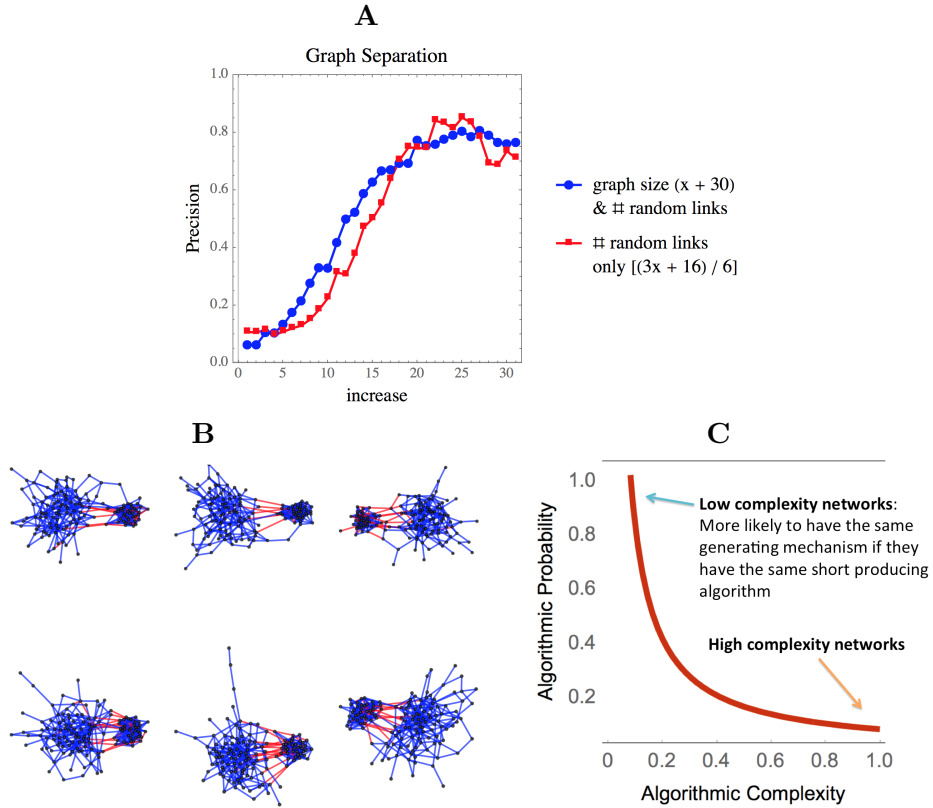 A
Graph Separation
1.0
0.8
0.6
0.4
0.2
0.0
Precision
0 5 10 15 20 25 30
increase
graph size (x + 30)
& # random links
# random links
only [(3x + 16) / 6]
B
C
1.0
0.8
0.6
0.4
0.2
Algorithmic Probability
Low complexity networks:
More likely to have the same
generating mechanism if they
have the same short producing
algorithm
High complexity networks
0 0.2 0.4 0.6 0.8 1.0
Algorithmic Complexity